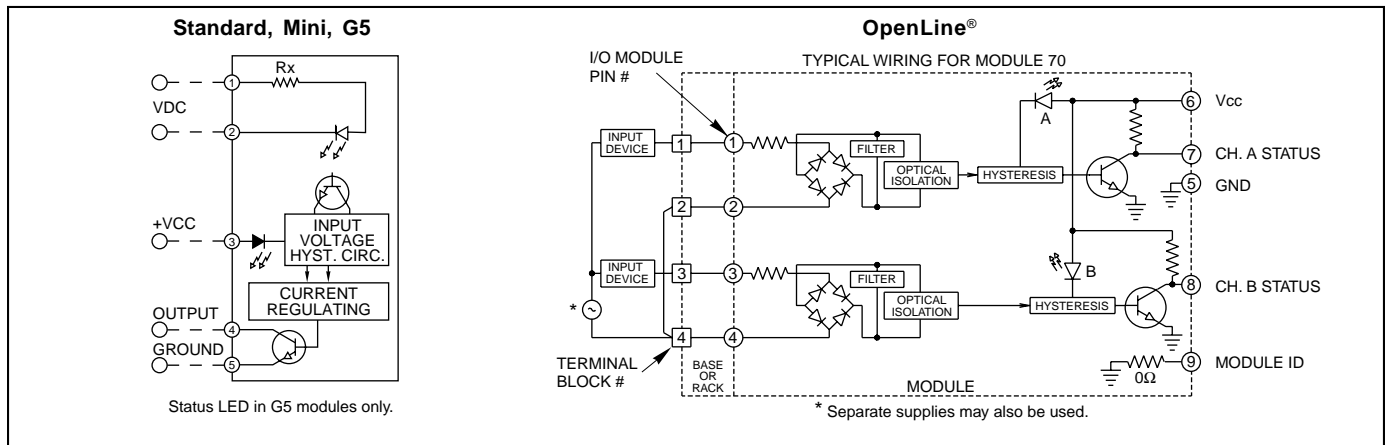 Standard, Mini, G5
1
Rx
VDC
2
+VCC
3
INPUT
VOLTAGE
HYST. CIRC.
CURRENT
REGULATING
OUTPUT
4
GROUND
5
Status LED in G5 modules only.
OpenLine®
I/O MODULE
PIN #
TYPICAL WIRING FOR MODULE 70
A
6
Vcc
INPUT
DEVICE
1
1
FILTER
OPTICAL
ISOLATION
HYSTERESIS
7
CH. A STATUS
5
GND
2
2
INPUT
DEVICE
3
3
FILTER
OPTICAL
ISOLATION
B
HYSTERESIS
8
CH. B STATUS
*
4
4
TERMINAL
BLOCK #
BASE
OR
RACK
MODULE
0Ω
9
MODULE ID
* Separate supplies may also be used.